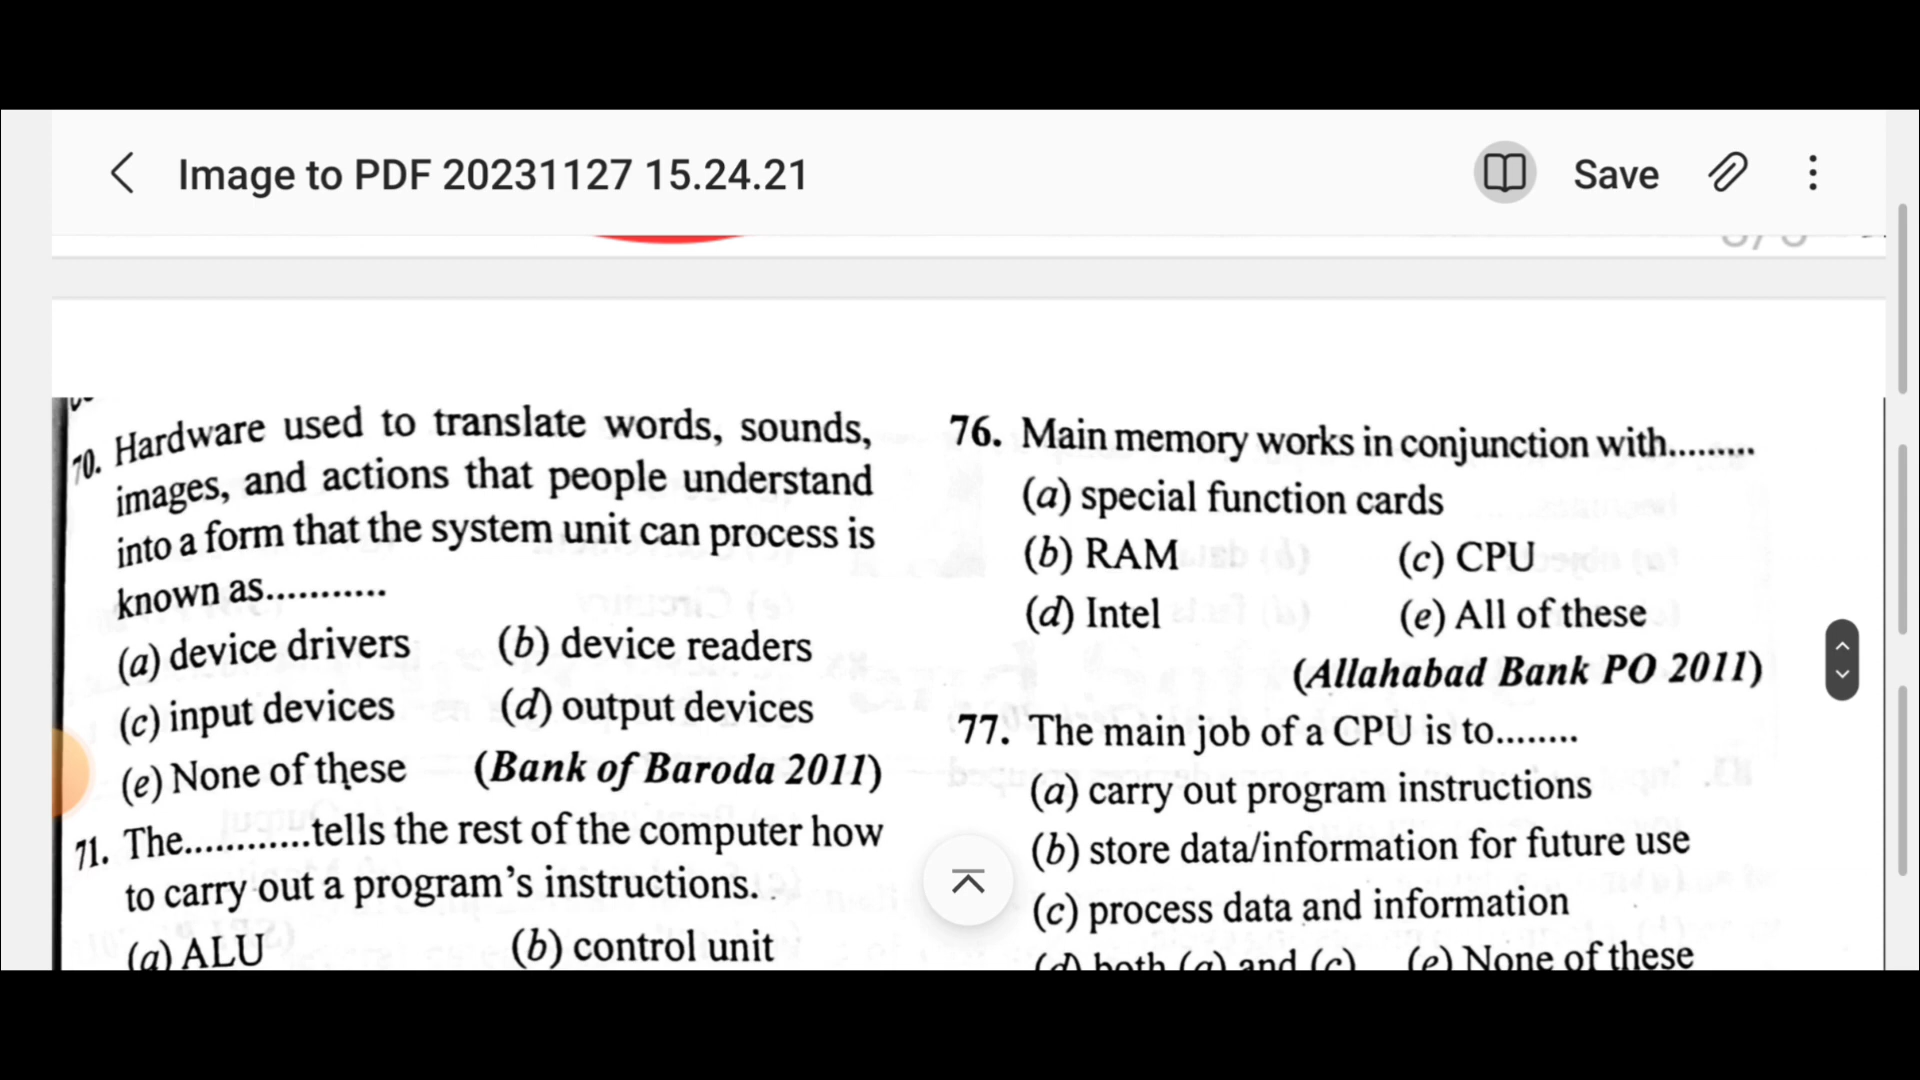 Image to PDF 20231127 15.24.21
Save
70. Hardware used to translate words, sounds,
images, and actions that people understand
into a form that the system unit can process is
known as............
(a) device drivers (b) device readers
(c) input devices (d) output devices
(e) None of these (Bank of Baroda 2011)
71. The............tells the rest of the computer how
to carry out a program's instructions.
(a) ALU (b) control unit
76. Main memory works in conjunction with.........
(a) special function cards
(b) RAM (c) CPU
(d) Intel (e) All of these
(Allahabad Bank PO 2011)
77. The main job of a CPU is to........
(a) carry out program instructions
(b) store data/information for future use
(c) process data and information
(d) both (a) and (c) (e) None of these